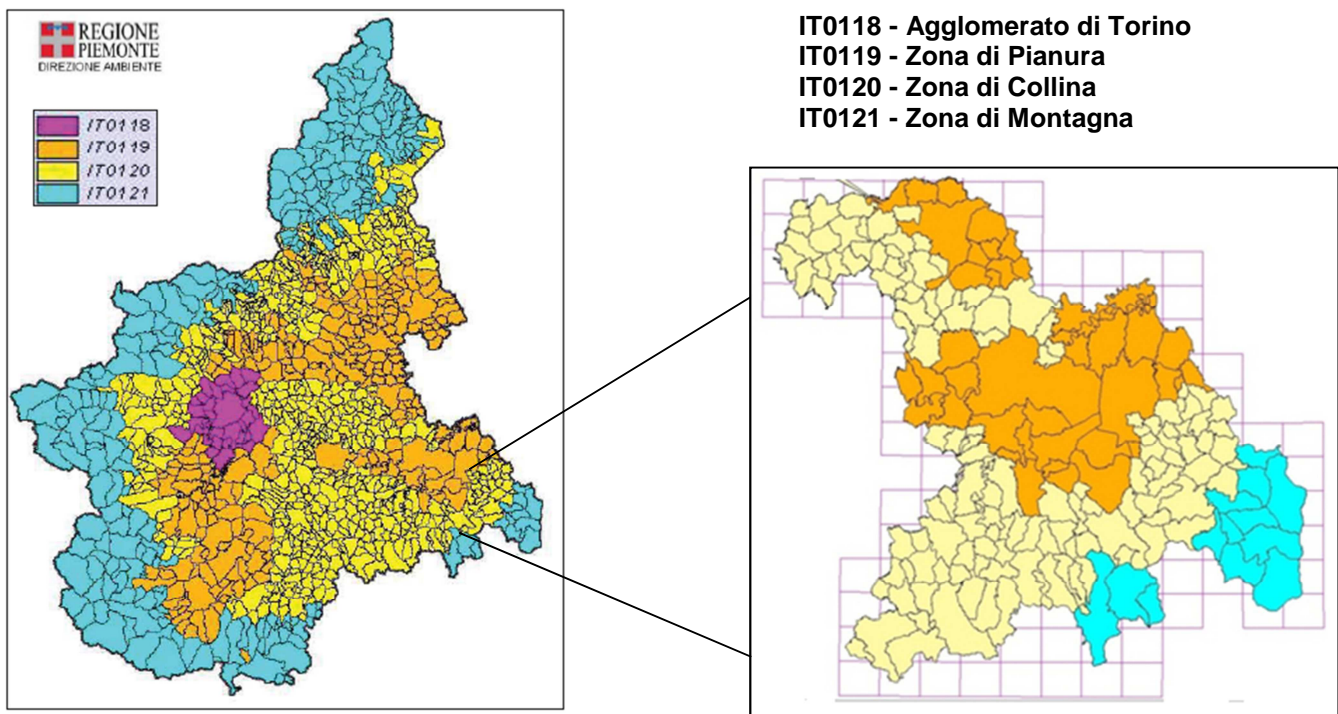 REGIONE
PIEMONTE
DIREZIONE AMBIENTE
IT0118
IT0119
IT0120
IT0121
IT0118 - Agglomerato di Torino
IT0119 - Zona di Pianura
IT0120 - Zona di Collina
IT0121 - Zona di Montagna